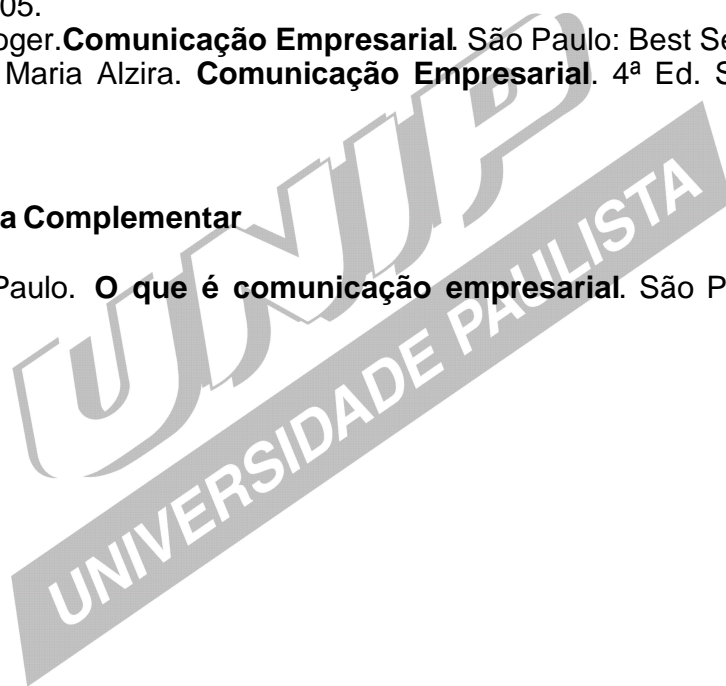 05.
oger.Comunicação Empresarial. São Paulo: Best Se
Maria Alzira. Comunicação Empresarial. 4ª Ed. S
a Complementar
Paulo. O que é comunicação empresarial. São P
UNIP
UNIVERSIDADE PAULISTA